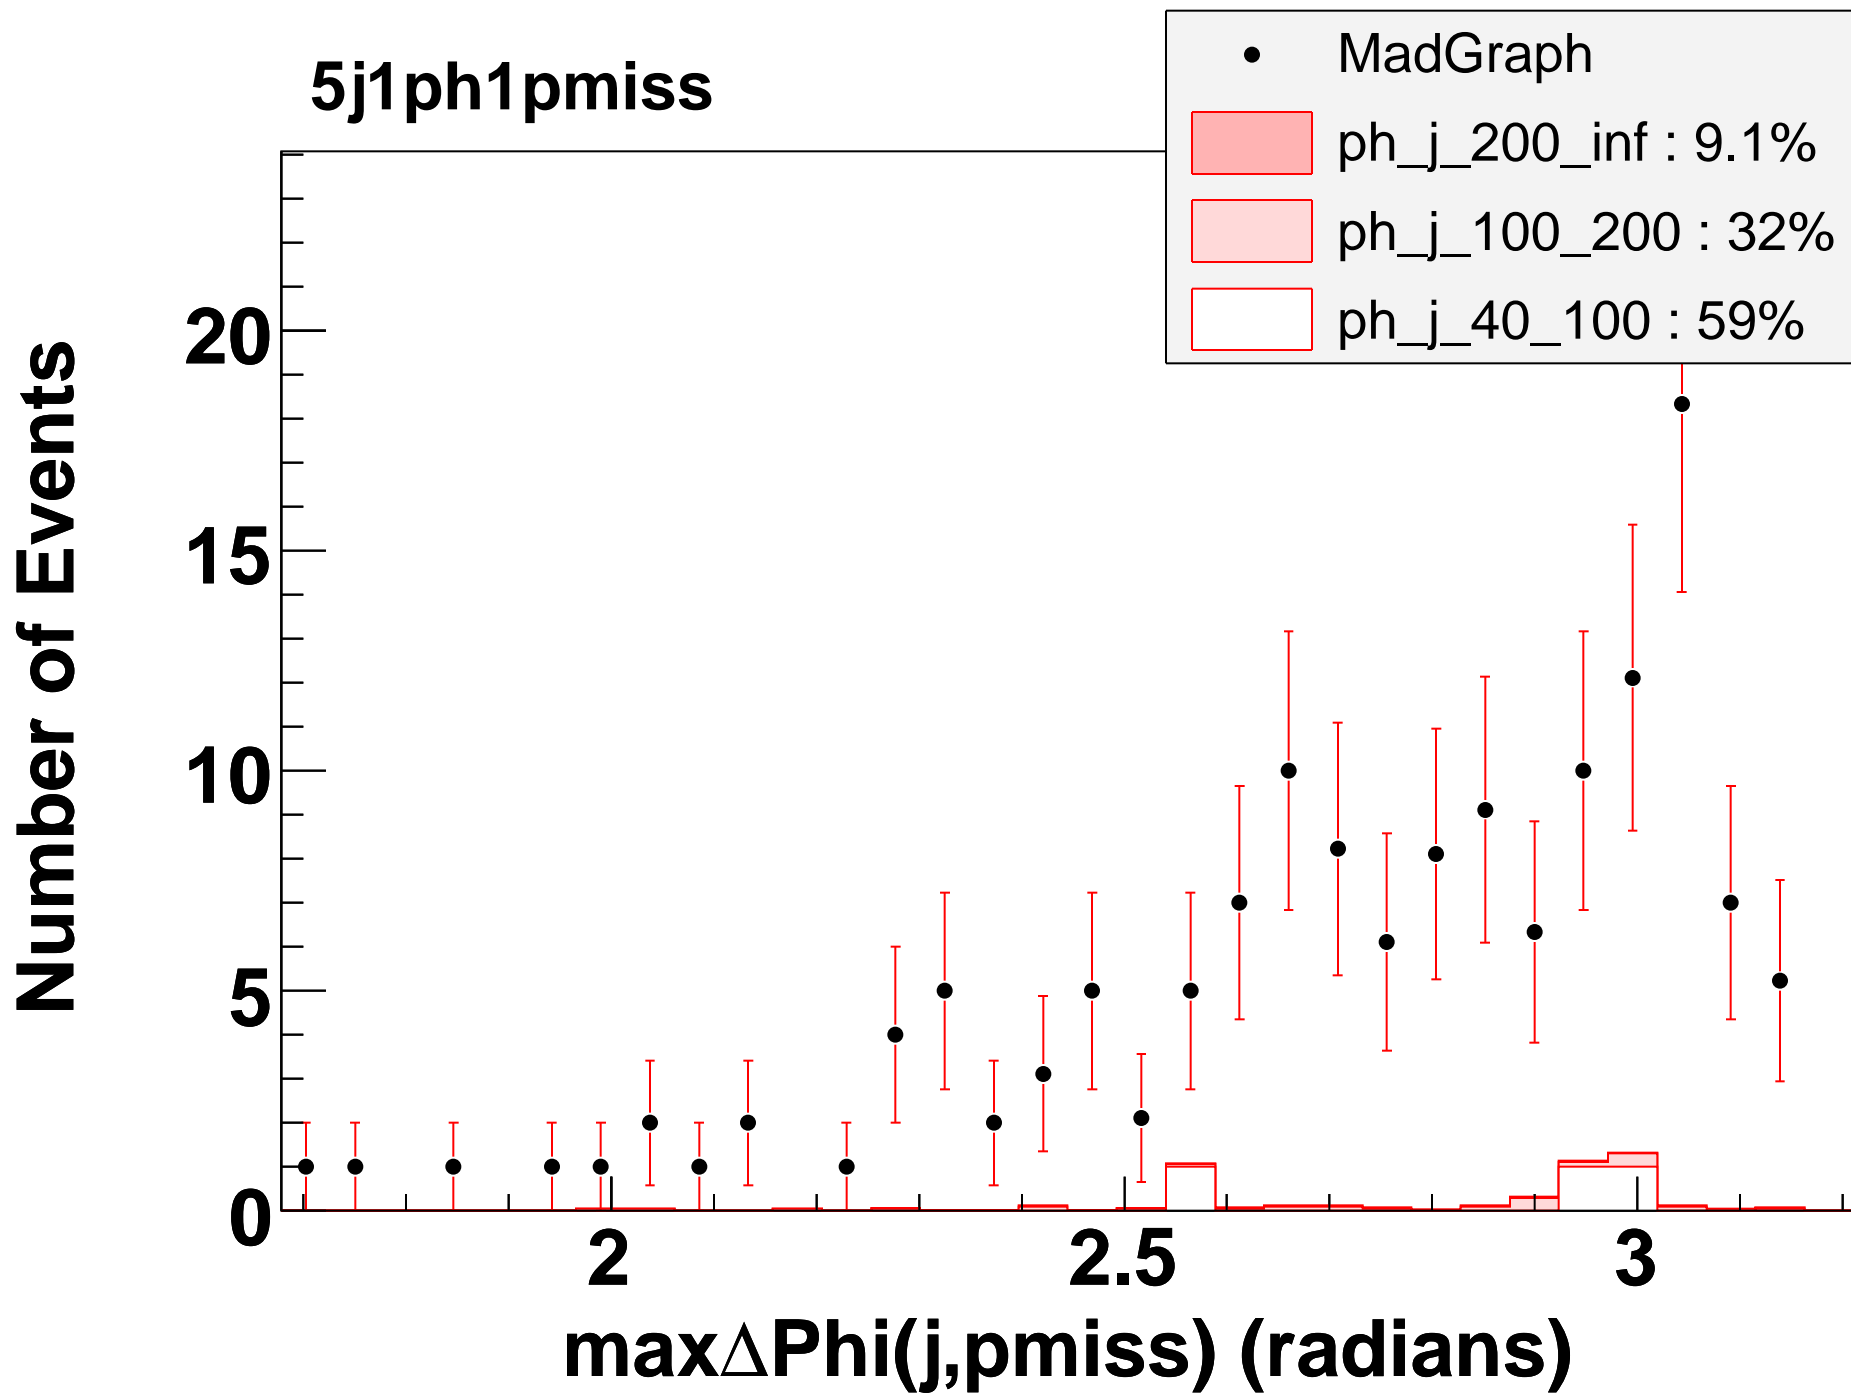 5j1ph1pmiss
MadGraph
ph_j_200_inf : 9.1%
ph_j_100_200 : 32%
ph_j_40_100 : 59%
Number of Events
20
15
10
5
0
2
2.5
3
maxΔPhi(j,pmiss) (radians)